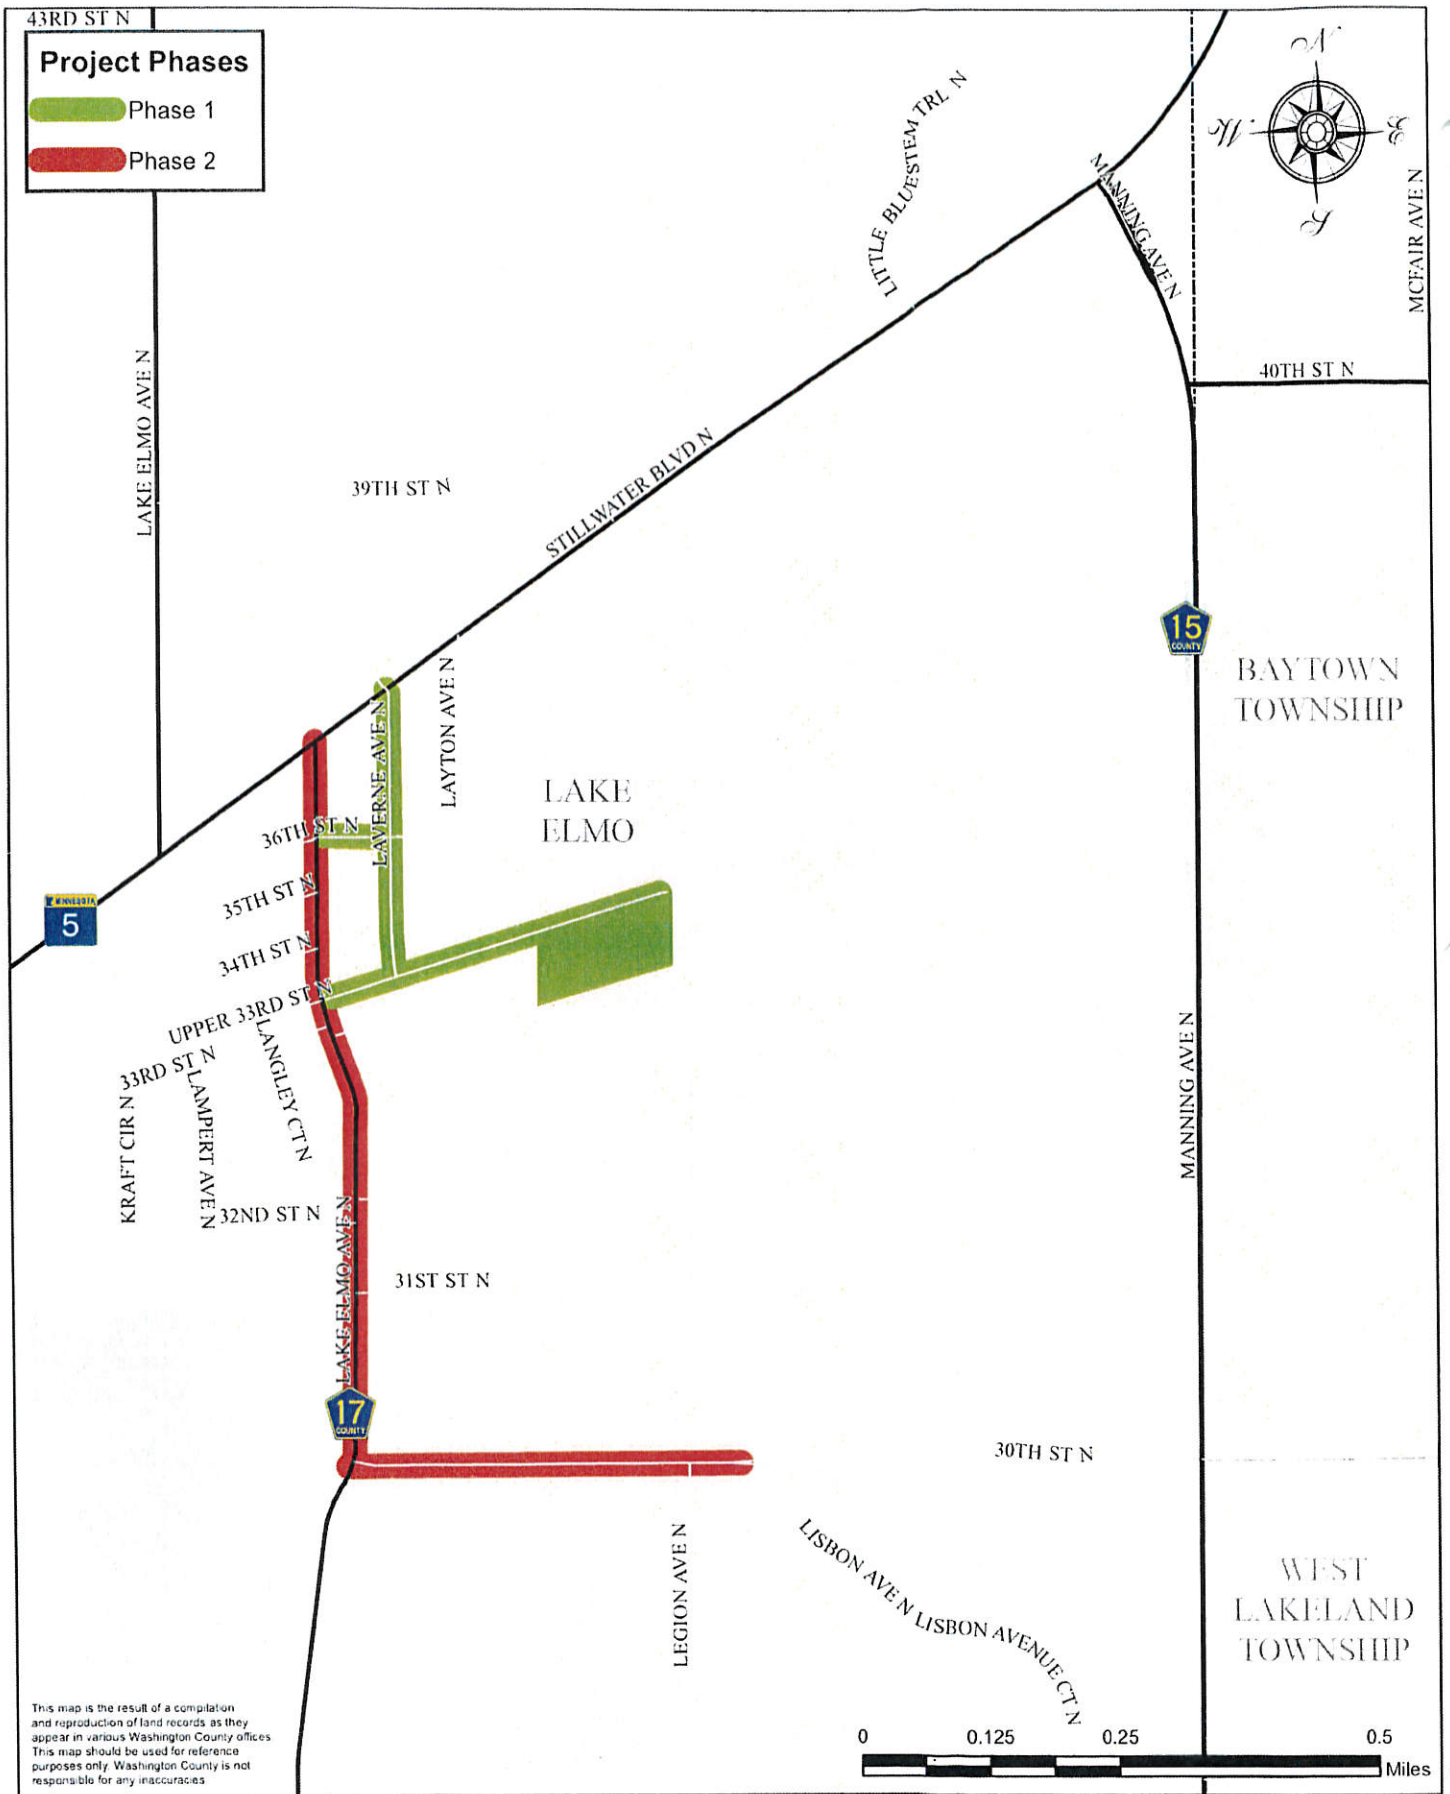 43RD ST N
Project Phases
Phase 1
Phase 2
N
W
E
S
LITTLE BLUESTEM TRL N
MANNING AVE N
MCFAIR AVE N
40TH ST N
LAKE ELMO AVE N
39TH ST N
STILLWATER BLVD N
15
COUNTY
BAYTOWN
TOWNSHIP
LAYTON AVE N
LAVERNE AVE N
LAKE
ELMO
36TH ST N
35TH ST N
MINNESOTA
5
34TH ST N
UPPER 33RD ST N
33RD ST N
LANGLEY CT N
LAMPERT AVE N
KRAFT CIR N
MANNING AVE N
32ND ST N
LAKE ELMO AVE N
31ST ST N
17
COUNTY
30TH ST N
LEGION AVE N
LISBON AVE N
LISBON AVENUE CT N
WEST
LAKELAND
TOWNSHIP
This map is the result of a compilation
and reproduction of land records as they
appear in various Washington County offices
This map should be used for reference
purposes only. Washington County is not
responsible for any inaccuracies
0 0.125 0.25 0.5
Miles